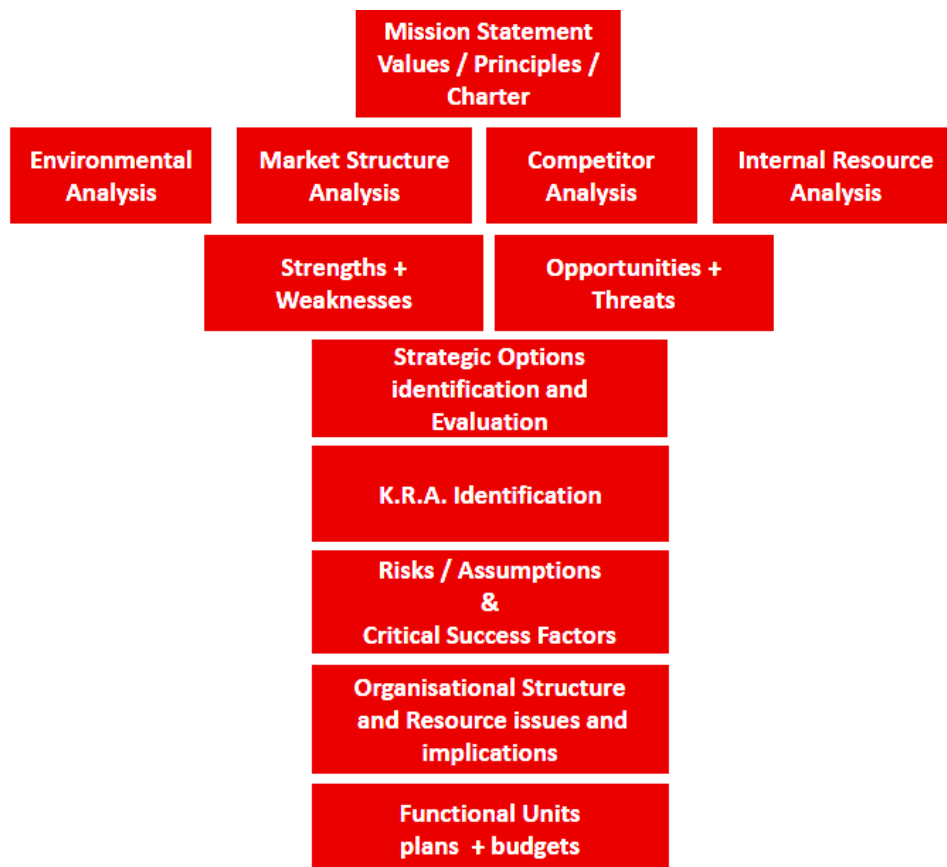 Mission Statement
Values / Principles /
Charter
Environmental
Analysis
Market Structure
Analysis
Competitor
Analysis
Internal Resource
Analysis
Strengths +
Weaknesses
Opportunities +
Threats
Strategic Options
identification and
Evaluation
K.R.A. Identification
Risks / Assumptions
&
Critical Success Factors
Organisational Structure
and Resource issues and
implications
Functional Units
plans + budgets